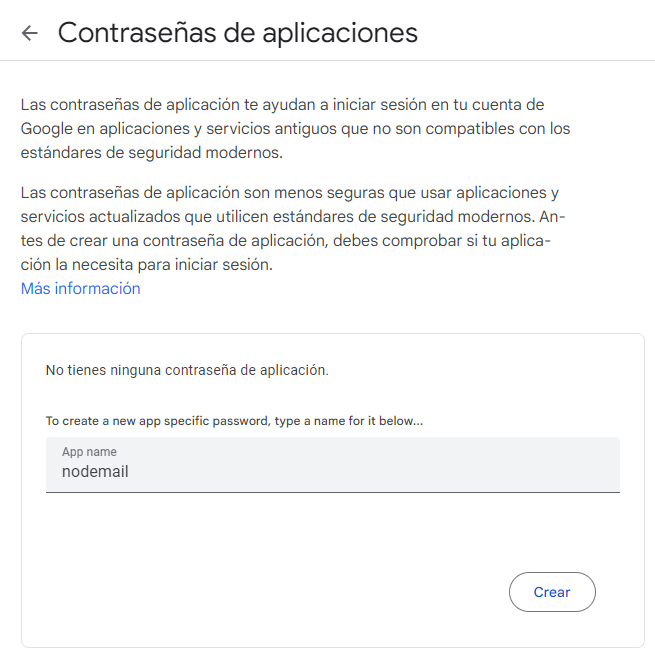 Contraseñas de aplicaciones
Las contraseñas de aplicación te ayudan a iniciar sesión en tu cuenta de
Google en aplicaciones y servicios antiguos que no son compatibles con los
estándares de seguridad modernos.
Las contraseñas de aplicación son menos seguras que usar aplicaciones y
servicios actualizados que utilicen estándares de seguridad modernos. An-
tes de crear una contraseña de aplicación, debes comprobar si tu aplica-
ción la necesita para iniciar sesión.
Más información
No tienes ninguna contraseña de aplicación.
To create a new app specific password, type a name for it below...
App name
nodemail
Crear